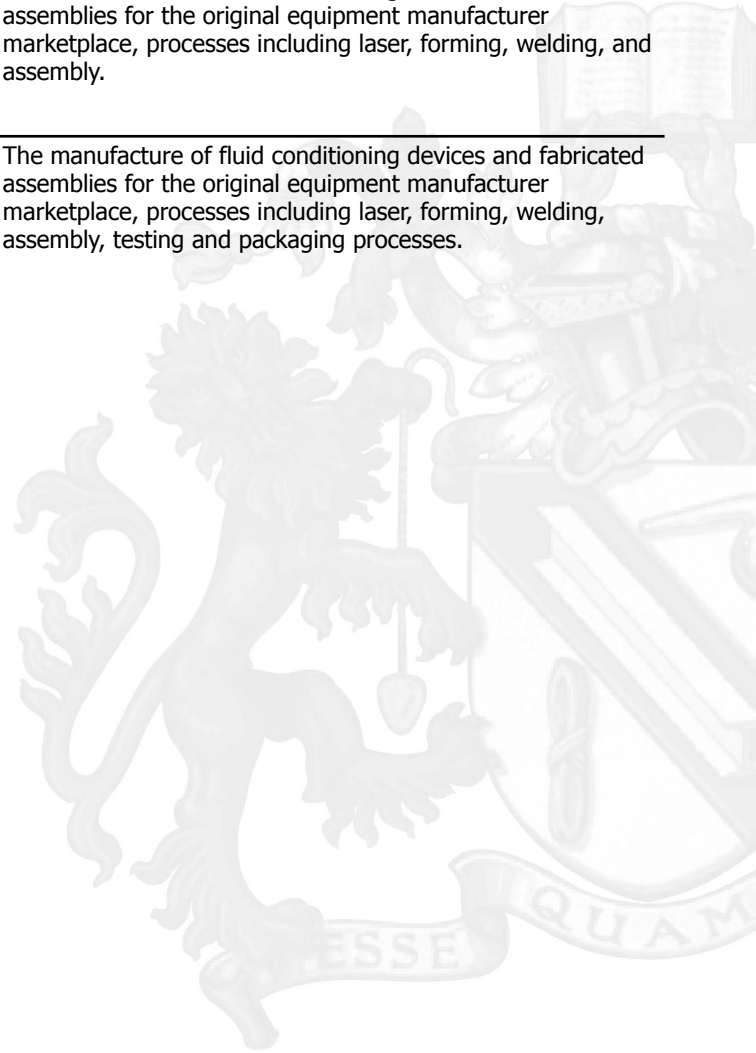 assemblies for the original equipment manufacturer
marketplace, processes including laser, forming, welding, and
assembly.
The manufacture of fluid conditioning devices and fabricated
assemblies for the original equipment manufacturer
marketplace, processes including laser, forming, welding,
assembly, testing and packaging processes.
ESSE
QUAM